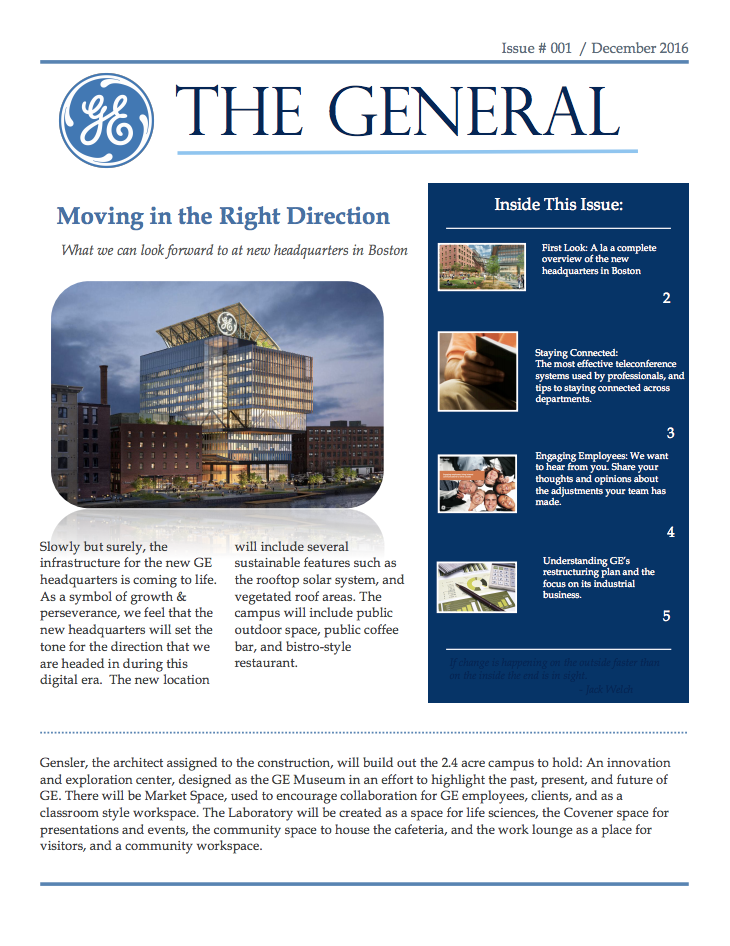 Issue # 001  / December 2016
GE
THE GENERAL
Moving in the Right Direction
What we can look forward to at new headquarters in Boston
GE
Slowly but surely, the
infrastructure for the new GE
headquarters is coming to life.
As a symbol of growth &
perseverance, we feel that the
new headquarters will set the
tone for the direction that we
are headed in during this
digital era.  The new location
will include several
sustainable features such as
the rooftop solar system, and
vegetated roof areas. The
campus will include public
outdoor space, public coffee
bar, and bistro-style
restaurant.
Inside This Issue:
First Look: A la a complete
overview of the new
headquarters in Boston
2
Staying Connected:
The most effective teleconference
systems used by professionals, and
tips to staying connected across
departments.
3
Engaging Employees: We want
to hear from you. Share your
thoughts and opinions about
the adjustments your team has
made.
4
Understanding GE's
restructuring plan and the
focus on its industrial
business.
5
If change is happening on the outside faster than
on the inside the end is in sight.
– Jack Welch
Gensler, the architect assigned to the construction, will build out the 2.4 acre campus to hold: An innovation
and exploration center, designed as the GE Museum in an effort to highlight the past, present, and future of
GE. There will be Market Space, used to encourage collaboration for GE employees, clients, and as a
classroom style workspace. The Laboratory will be created as a space for life sciences, the Covener space for
presentations and events, the community space to house the cafeteria, and the work lounge as a place for
visitors, and a community workspace.